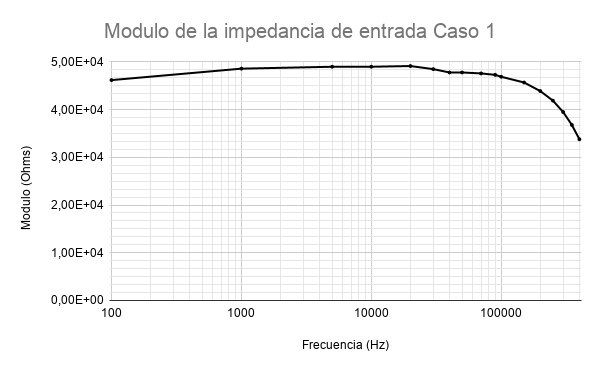 Modulo de la impedancia de entrada Caso 1
5,00E+04
4,00E+04
3,00E+04
2,00E+04
1,00E+04
0,00E+00
Modulo (Ohms)
100
1000
10000
100000
Frecuencia (Hz)